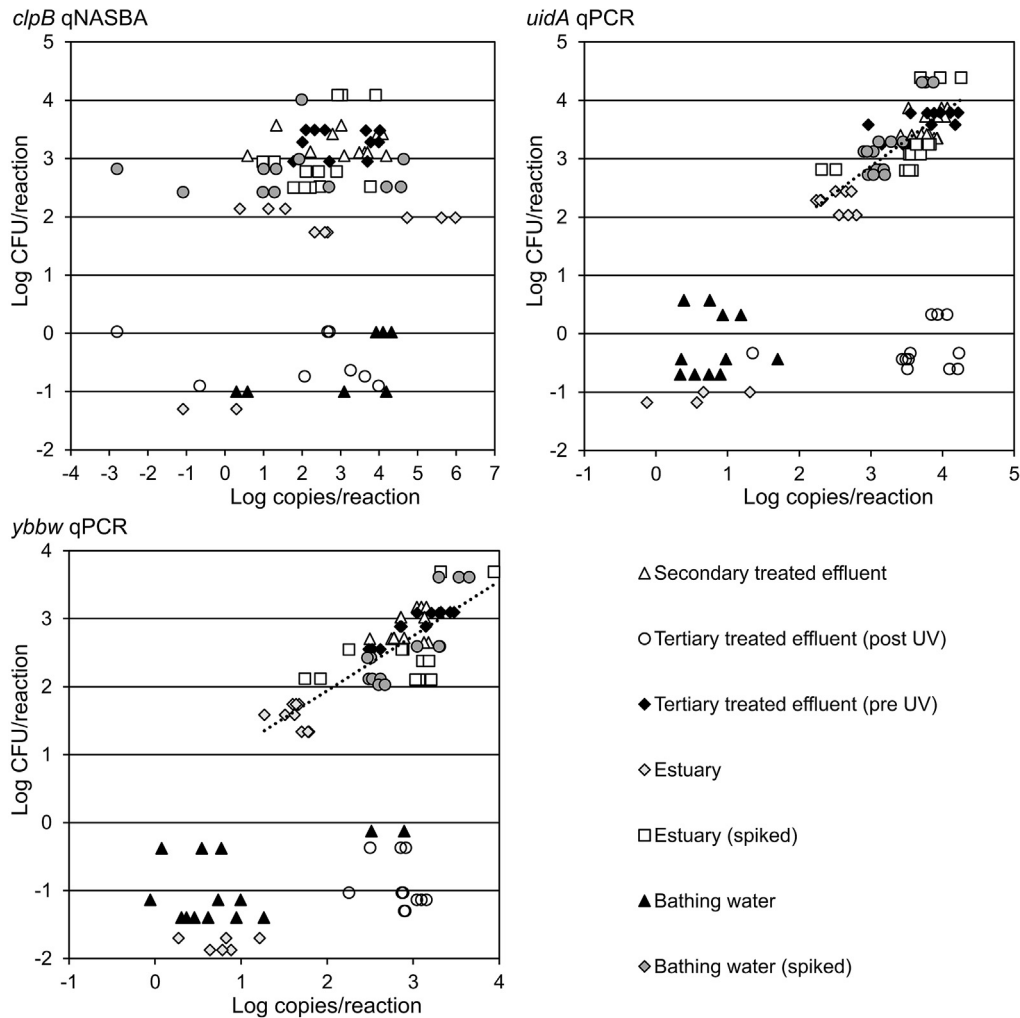 clpB qNASBA
Log CFU/reaction
5
4
3
2
1
0
-1
-2
-4 -3 -2 -1 0 1 2 3 4 5 6 7
Log copies/reaction
uidA qPCR
Log CFU/reaction
5
4
3
2
1
0
-1
-2
-1 0 1 2 3 4 5
Log copies/reaction
ybbw qPCR
Log CFU/reaction
4
3
2
1
0
-1
-2
-1 0 1 2 3 4
Log copies/reaction
Secondary treated effluent
Tertiary treated effluent (post UV)
Tertiary treated effluent (pre UV)
Estuary
Estuary (spiked)
Bathing water
Bathing water (spiked)